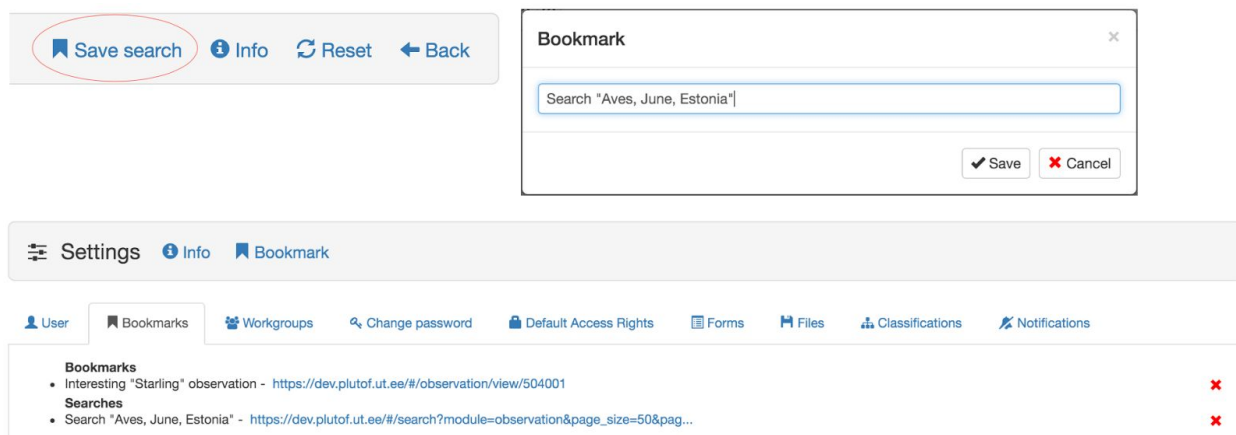 Save search Info Reset Back
Bookmark ×
Search "Aves, June, Estonia"
Save Cancel
Settings Info Bookmark
User Bookmarks Workgroups Change password Default Access Rights Forms Files Classifications Notifications
Bookmarks
• Interesting "Starling" observation - https://dev.plutof.ut.ee/#/observation/view/504001
Searches
• Search "Aves, June, Estonia" - https://dev.plutof.ut.ee/#/search?module=observation&page_size=50&pag...